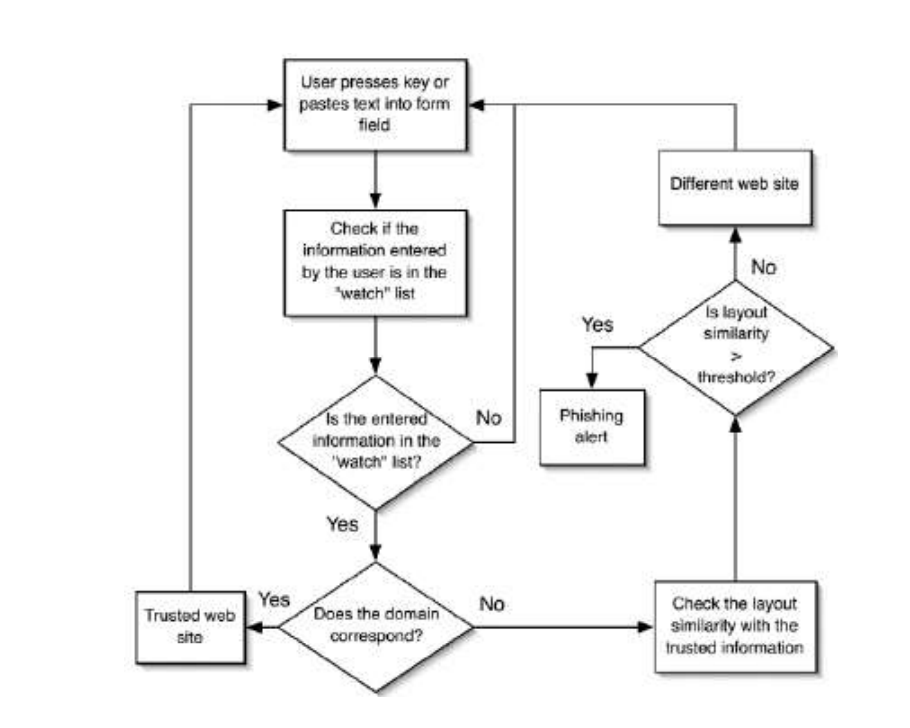 User presses key or
pastes text into form
field
Check if the
information entered
by the user is in the
"watch" list
Is the entered
information in the
"watch" list?
No
Yes
Does the domain
correspond?
Yes
Trusted web
site
No
Check the layout
similarity with the
trusted information
Is layout
similarity
>
threshold?
Yes
Phishing
alert
No
Different web site